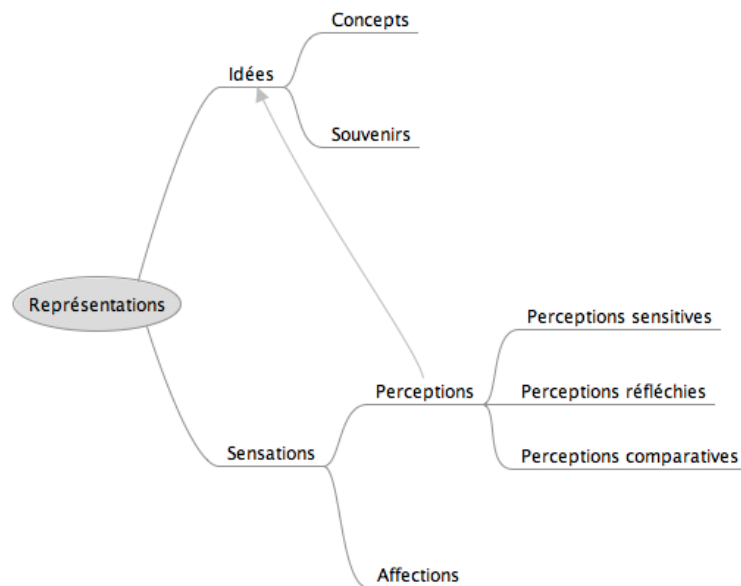 Concepts
Idées
Souvenirs
Représentations
Perceptions sensitives
Perceptions
Perceptions réfléchies
Sensations
Perceptions comparatives
Affections